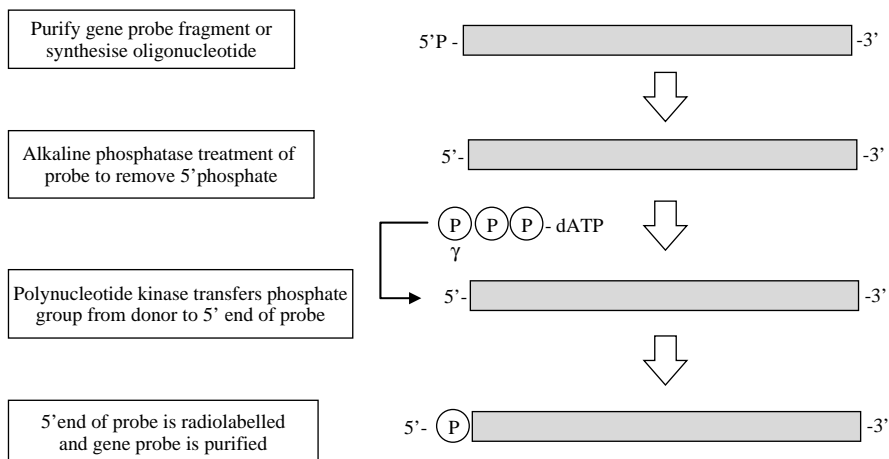 Purify gene probe fragment or
synthesise oligonucleotide
5’P - -3’
Alkaline phosphatase treatment of
probe to remove 5’phosphate
5’- -3’
P P P - dATP
γ
Polynucleotide kinase transfers phosphate
group from donor to 5’ end of probe
5’- -3’
5’end of probe is radiolabelled
and gene probe is purified
5’- P -3’